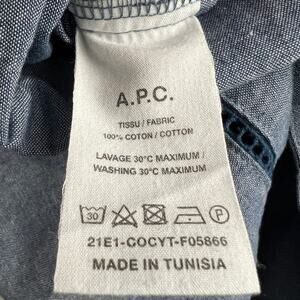 A.P.C.
TISSU / FABRIC
100% COTON / COTTON
LAVAGE 30°C MAXIMUM /
WASHING 30°C MAXIMUM
30 P
21E1-COCYT-F05866
MADE IN TUNISIA